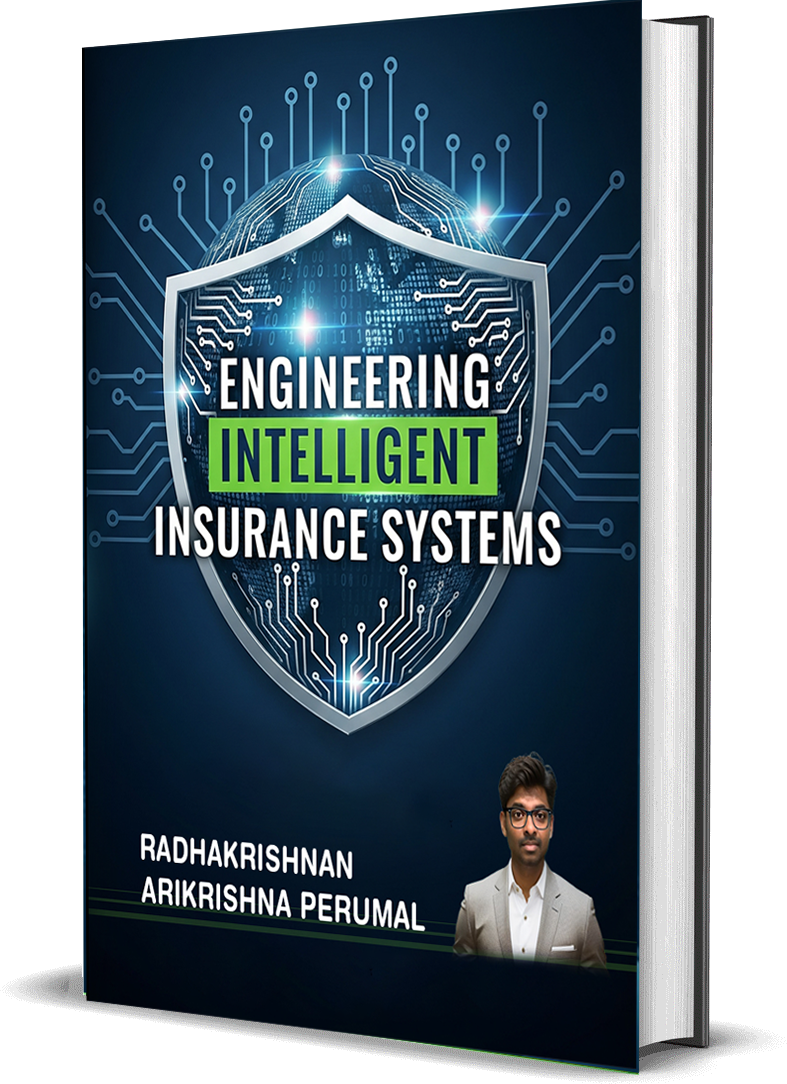 ENGINEERING
INTELLIGENT
INSURANCE SYSTEMS
RADHAKRISHNAN
ARIKRISHNA PERUMAL